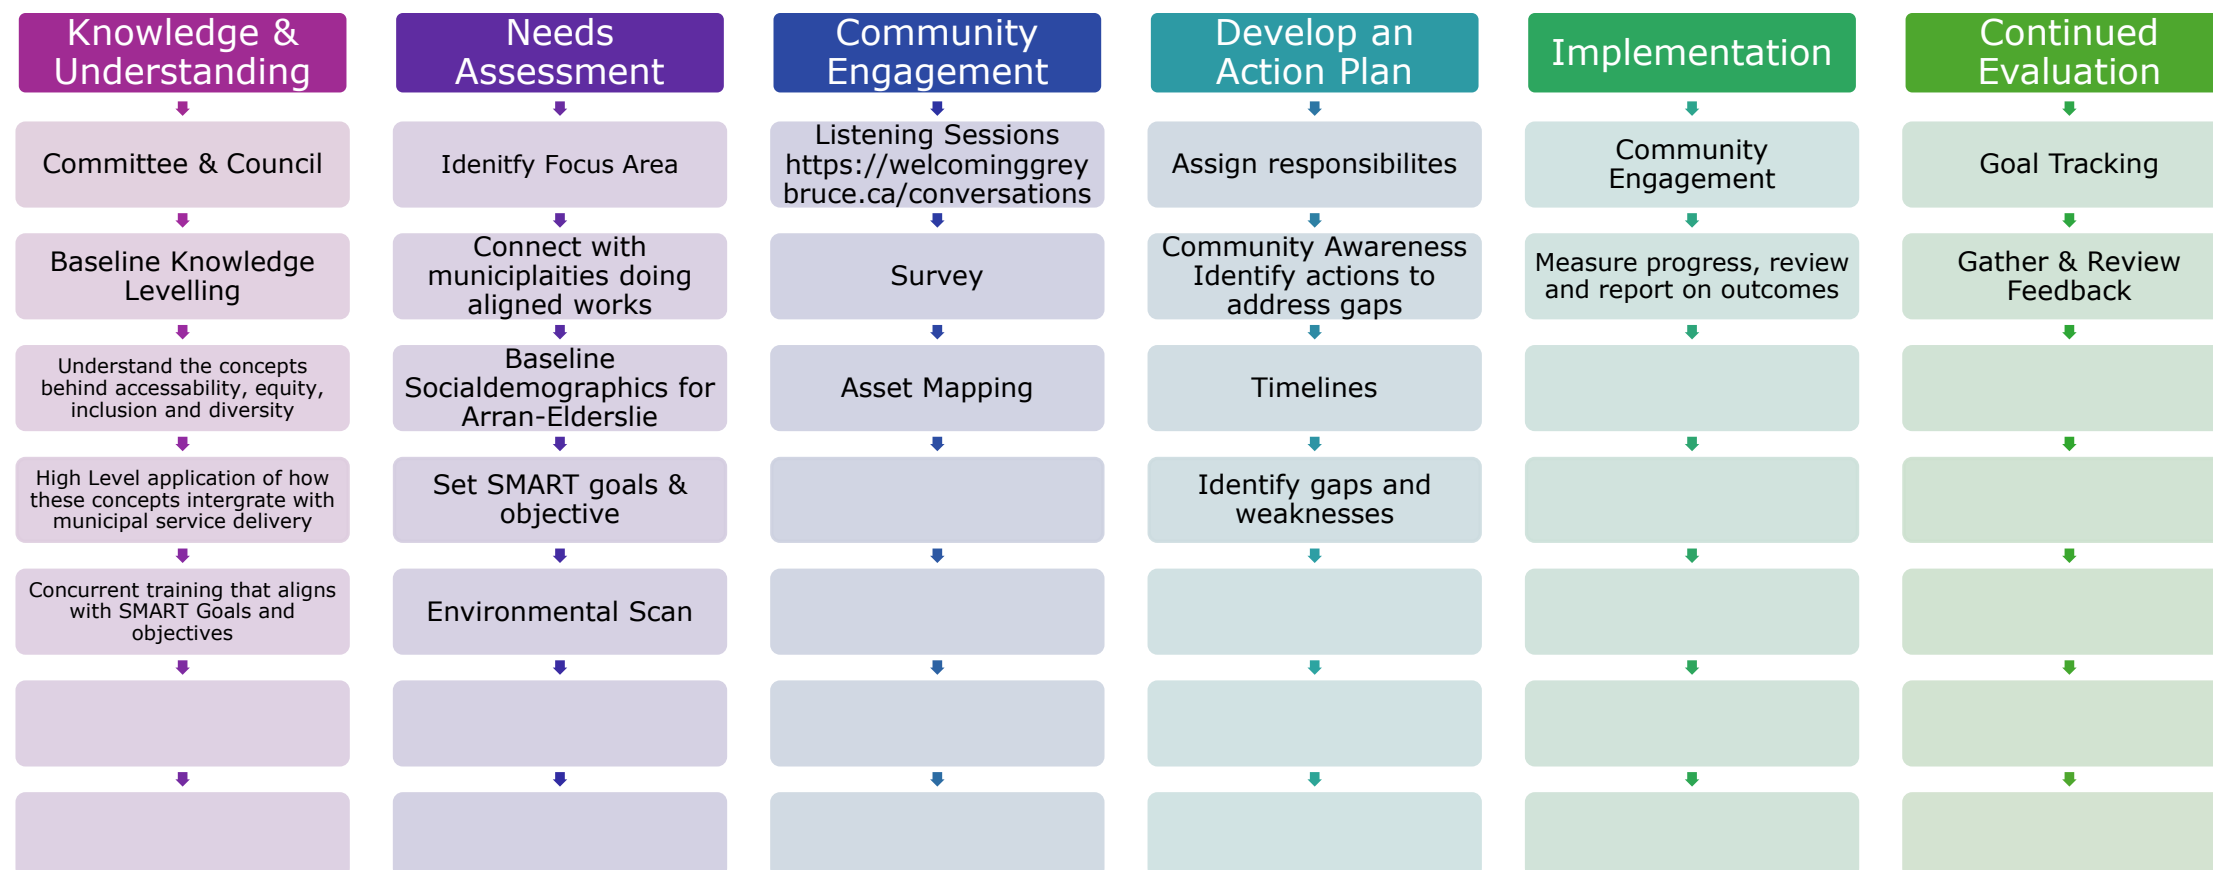 Knowledge &
Understanding
Committee & Council
Baseline Knowledge
Levelling
Understand the concepts
behind accessability, equity,
inclusion and diversity
High Level application of how
these concepts intergrate with
municipal service delivery
Concurrent training that aligns
with SMART Goals and
objectives
Needs
Assessment
Idenitfy Focus Area
Connect with
municiplaities doing
aligned works
Baseline
Socialdemographics for
Arran-Elderslie
Set SMART goals &
objective
Environmental Scan
Community
Engagement
Listening Sessions
https://welcominggrey
bruce.ca/conversations
Survey
Asset Mapping
Develop an
Action Plan
Assign responsibilites
Community Awareness
Identify actions to
address gaps
Timelines
Identify gaps and
weaknesses
Implementation
Community
Engagement
Measure progress, review
and report on outcomes
Continued
Evaluation
Goal Tracking
Gather & Review
Feedback